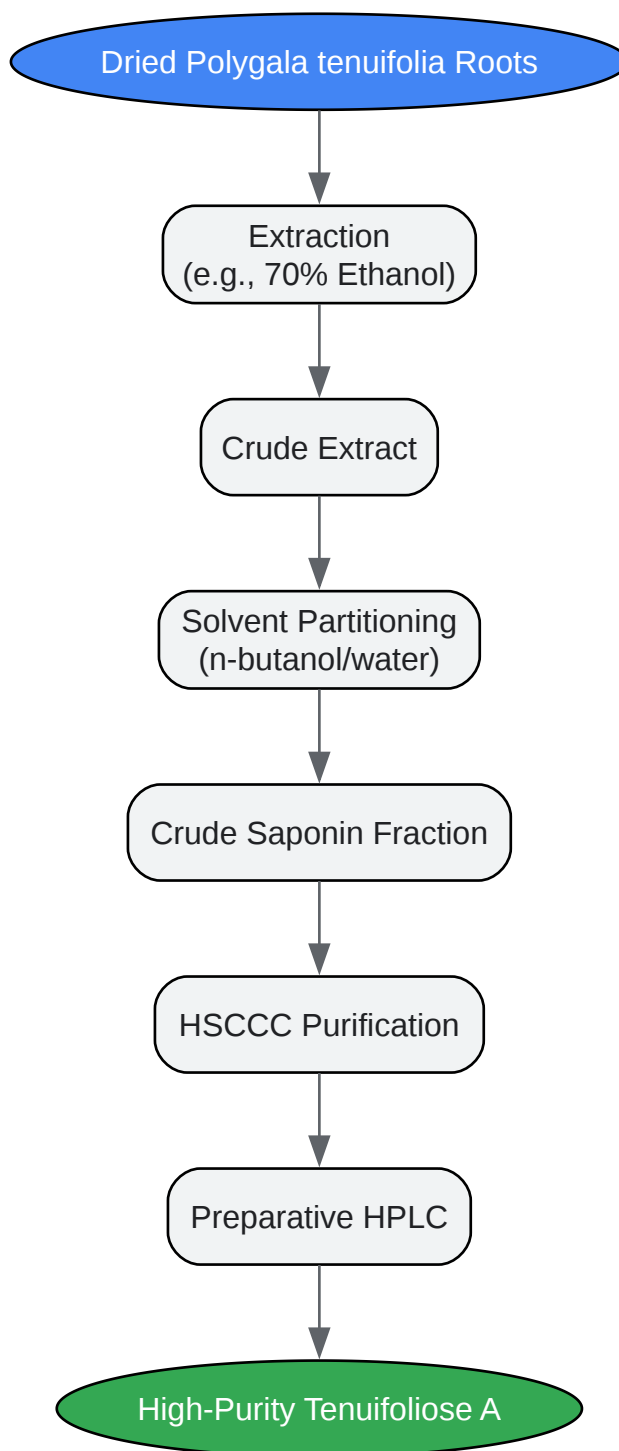 Dried Polygala tenuifolia Roots
Extraction
(e.g., 70% Ethanol)
Crude Extract
Solvent Partitioning
(n-butanol/water)
Crude Saponin Fraction
HSCCC Purification
Preparative HPLC
High-Purity Tenuifoliose A